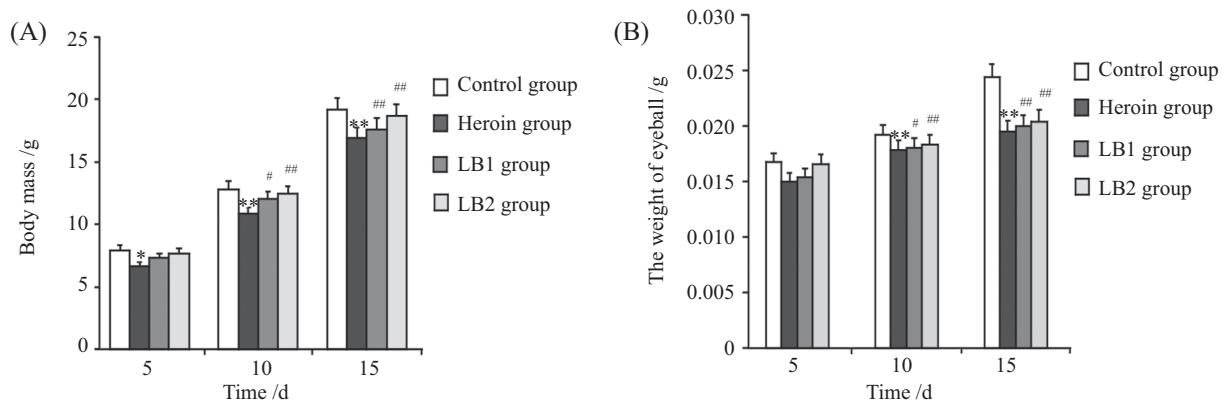 (A)
25
20
15
10
5
0
Body mass /g
*
**
#
##
**
##
##
5 10 15
Time /d
Control group
Heroin group
LB1 group
LB2 group
(B)
0.030
0.025
0.020
0.015
0.010
0.005
0
The weight of eyeball /g
**
#
##
**
##
##
5 10 15
Time /d
Control group
Heroin group
LB1 group
LB2 group